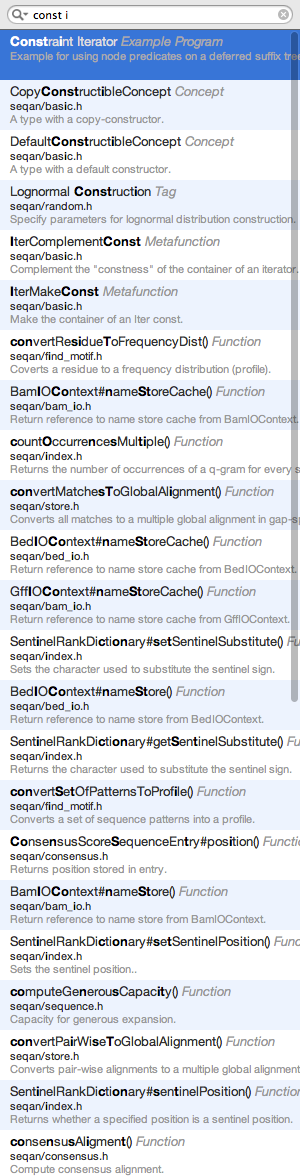 const i
Constraint Iterator Example Program
Example for using node predicates on a deferred suffix tre
CopyConstructibleConcept Concept
seqan/basic.h
A type with a copy-constructor.
DefaultConstructibleConcept Concept
seqan/basic.h
A type with a default constructor.
Lognormal Construction Tag
seqan/random.h
Specify parameters for lognormal distribution construction.
IterComplementConst Metafunction
seqan/basic.h
Complement the "constness" of the container of an iterator.
IterMakeConst Metafunction
seqan/basic.h
Make the container of an Iter const.
convertResidueToFrequencyDist() Function
seqan/find_motif.h
Coverts a residue to a frequency distribution (profile).
BamIOContext#nameStoreCache() Function
seqan/bam_io.h
Return reference to name store cache from BamIOContext.
countOccurrencesMultiple() Function
seqan/index.h
Returns the number of occurrences of a q-gram for every s
convertMatchesToGlobalAlignment() Function
seqan/store.h
Converts all matches to a multiple global alignment in gap-sp
BedIOContext#nameStoreCache() Function
seqan/bed_io.h
Return reference to name store cache from BedIOContext.
GffIOContext#nameStoreCache() Function
seqan/bam_io.h
Return reference to name store cache from GffIOContext.
SentinelRankDictionary#setSentinelSubstitute() Fu
seqan/index.h
Sets the character used to substitute the sentinel sign.
BedIOContext#nameStore() Function
seqan/bed_io.h
Return reference to name store from BedIOContext.
SentinelRankDictionary#getSentinelSubstitute() Fu
seqan/index.h
Returns the character used to substitute the sentinel sign.
convertSetOfPatternsToProfile() Function
seqan/find_motif.h
Converts a set of sequence patterns into a profile.
ConsensusScoreSequenceEntry#position() Function
seqan/consensus.h
Returns position stored in entry.
BamIOContext#nameStore() Function
seqan/bam_io.h
Return reference to name store from BamIOContext.
SentinelRankDictionary#setSentinelPosition() Func
seqan/index.h
Sets the sentinel position..
computeGenerousCapacity() Function
seqan/sequence.h
Capacity for generous expansion.
convertPairWiseToGlobalAlignment() Function
seqan/store.h
Converts pair-wise alignments to a multiple global alignment
SentinelRankDictionary#sentinelPosition() Function
seqan/index.h
Returns whether a specified position is a sentinel position.
consensusAligment() Function
seqan/consensus.h
Compute consensus alignment.